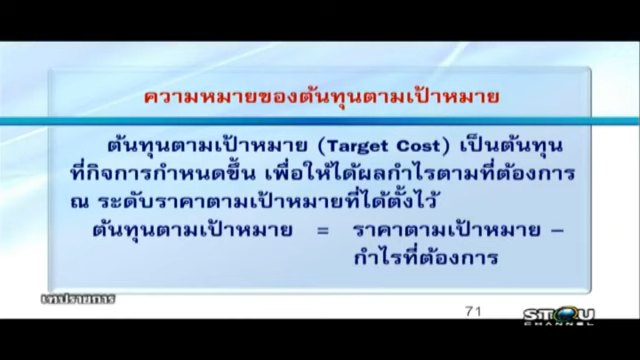 ความหมายของต้นทุนตามเป้าหมาย
ต้นทุนตามเป้าหมาย (Target Cost) เป็นต้นทุน
ที่กิจการกำหนดขึ้น เพื่อให้ได้ผลกำไรตามที่ต้องการ
ณ ระดับราคาตามเป้าหมายที่ได้ตั้งไว้
ต้นทุนตามเป้าหมาย = ราคาตามเป้าหมาย –
กำไรที่ต้องการ
เทปรายการ
71
STOU
CHANNEL